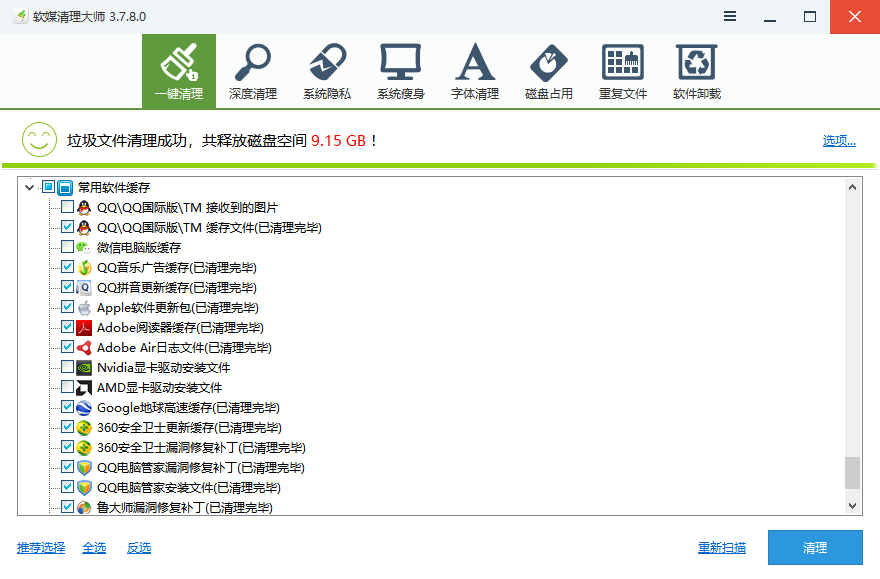 软媒清理大师 3.7.8.0
一键清理 深度清理 系统隐私 系统瘦身 字体清理 磁盘占用 重复文件 软件卸载
垃圾文件清理成功，共释放磁盘空间 9.15 GB！ 选项...
常用软件缓存
QQ\QQ国际版\TM 接收到的图片
QQ\QQ国际版\TM 缓存文件(已清理完毕)
微信电脑版缓存
QQ音乐广告缓存(已清理完毕)
QQ拼音更新缓存(已清理完毕)
Apple软件更新包(已清理完毕)
Adobe阅读器缓存(已清理完毕)
Adobe Air日志文件(已清理完毕)
Nvidia显卡驱动安装文件
AMD显卡驱动安装文件
Google地球高速缓存(已清理完毕)
360安全卫士更新缓存(已清理完毕)
360安全卫士漏洞修复补丁(已清理完毕)
QQ电脑管家漏洞修复补丁(已清理完毕)
QQ电脑管家安装文件(已清理完毕)
鲁大师漏洞修复补丁(已清理完毕)
推荐选择 全选 反选 重新扫描 清理